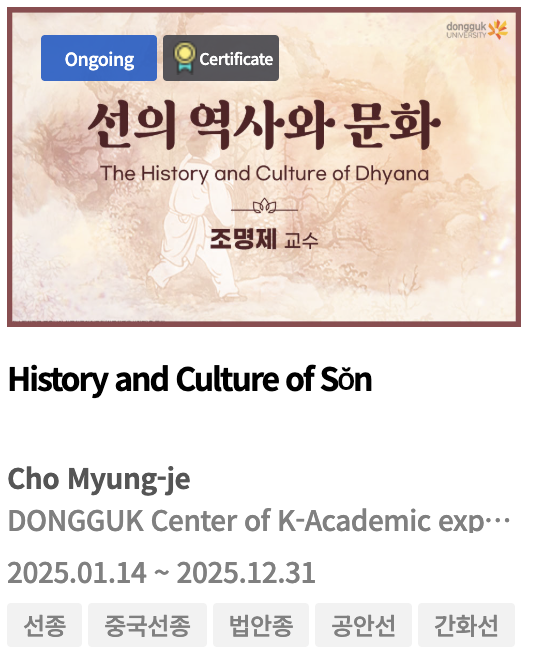 dongguk
UNIVERSITY
Ongoing
Certificate
선의 역사와 문화
The History and Culture of Dhyana
조명제 교수
History and Culture of Sǒn
Cho Myung-je
DONGGUK Center of K-Academic exp⋯
2025.01.14 ~ 2025.12.31
선종 중국선종 법안종 공안선 간화선